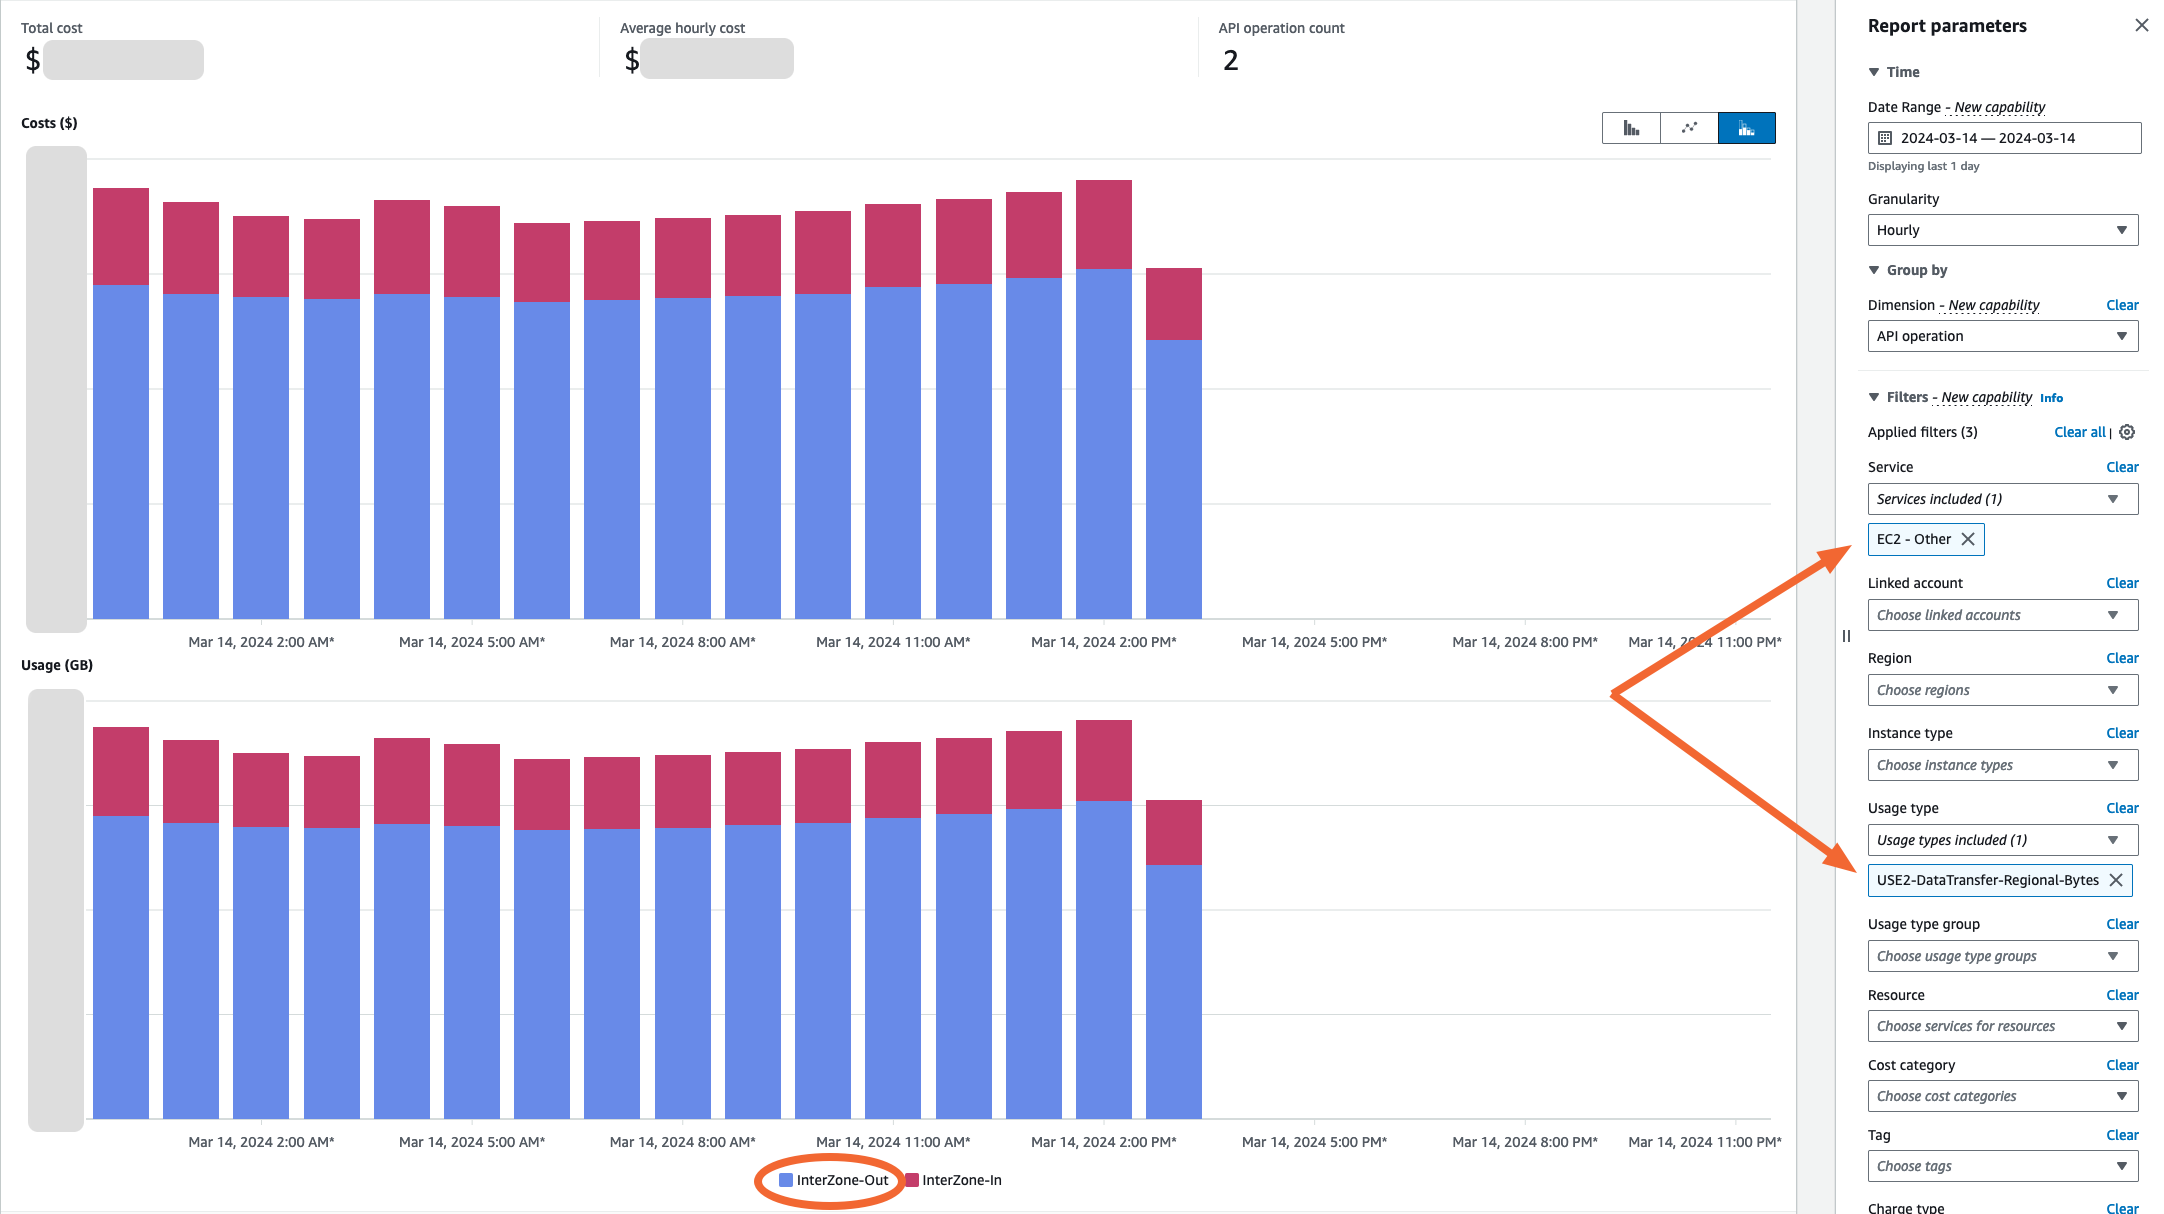 Total cost
$
Average hourly cost
$
API operation count
2
Costs ($)
Mar 14, 2024 2:00 AM*
Mar 14, 2024 5:00 AM*
Mar 14, 2024 8:00 AM*
Mar 14, 2024 11:00 AM*
Mar 14, 2024 2:00 PM*
Mar 14, 2024 5:00 PM*
Mar 14, 2024 8:00 PM*
Mar 14, 2024 11:00 PM*
Usage (GB)
Mar 14, 2024 2:00 AM*
Mar 14, 2024 5:00 AM*
Mar 14, 2024 8:00 AM*
Mar 14, 2024 11:00 AM*
Mar 14, 2024 2:00 PM*
Mar 14, 2024 5:00 PM*
Mar 14, 2024 8:00 PM*
Mar 14, 2024 11:00 PM*
InterZone-Out
InterZone-In
Report parameters
Time
Date Range - New capability
2024-03-14 — 2024-03-14
Displaying last 1 day
Granularity
Hourly
Group by
Dimension - New capability Clear
API operation
Filters - New capability Info
Applied filters (3) Clear all |
Service Clear
Services included (1)
EC2 - Other
Linked account Clear
Choose linked accounts
Region Clear
Choose regions
Instance type Clear
Choose instance types
Usage type Clear
Usage types included (1)
USE2-DataTransfer-Regional-Bytes
Usage type group Clear
Choose usage type groups
Resource Clear
Choose services for resources
Cost category Clear
Choose cost categories
Tag Clear
Choose tags
Charge type Clear